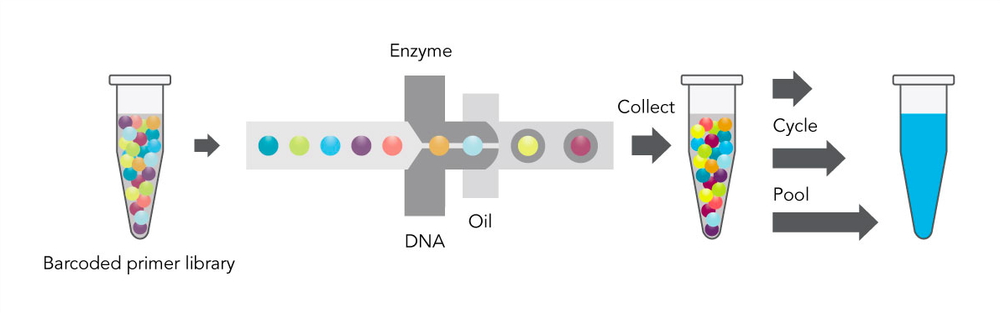 Enzyme
Collect
Cycle
Pool
Oil
DNA
Barcoded primer library